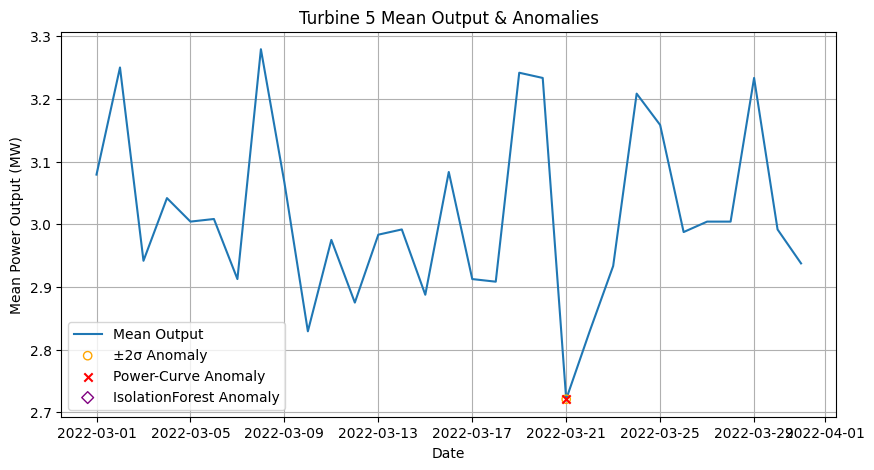 Turbine 5 Mean Output & Anomalies
Mean Power Output (MW)
3.3
3.2
3.1
3.0
2.9
2.8
2.7
Mean Output
±2σ Anomaly
Power-Curve Anomaly
IsolationForest Anomaly
2022-03-01 2022-03-05 2022-03-09 2022-03-13 2022-03-17 2022-03-21 2022-03-25 2022-03-29 2022-04-01
Date